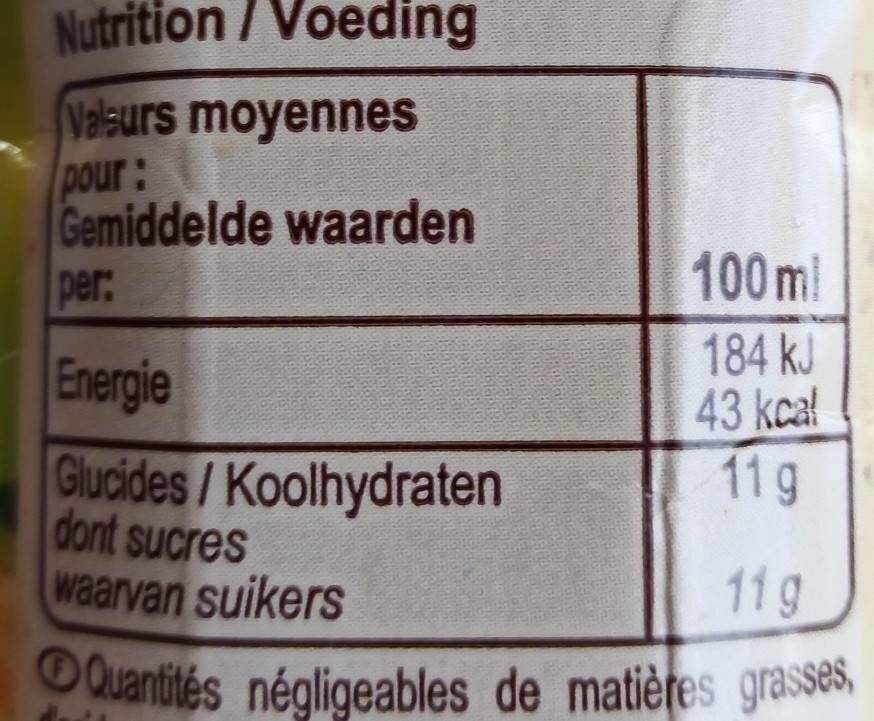 Nutrition / Voeding
Valeurs moyennes
pour :
Gemiddelde waarden
per:
100 ml
Energie
184 kJ
43 kcal
Glucides / Koolhydraten
11 g
dont sucres
waarvan suikers
11 g
Ⓕ Quantités négligeables de matières grasses,